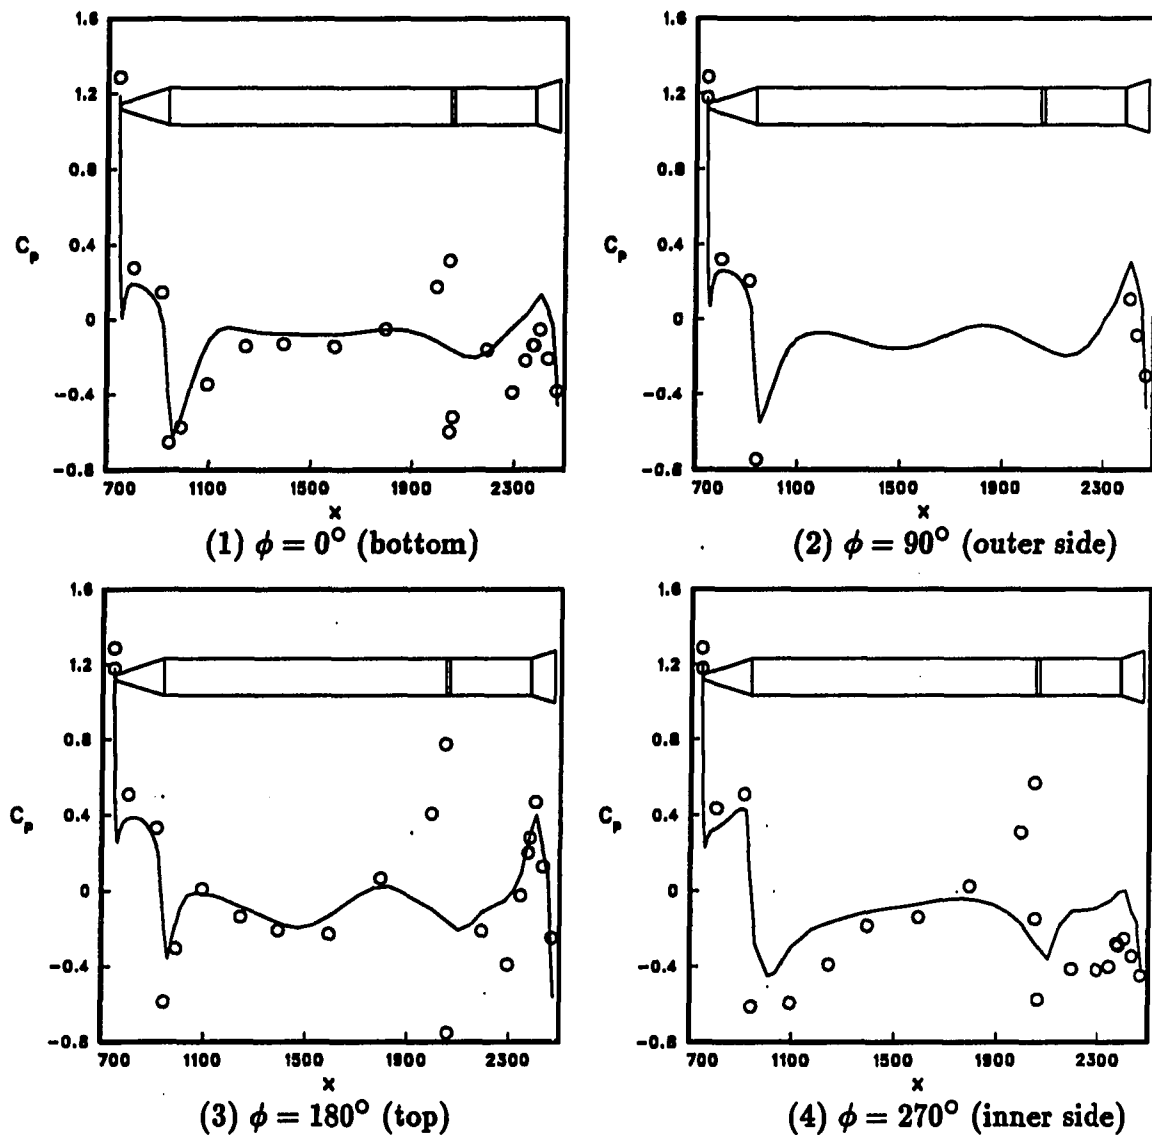 1.6
1.2
0.8
0.4
0
-0.4
-0.8
Cp
700 1100 1500 1900 2300
x
(1) ϕ = 0° (bottom)
1.6
1.2
0.8
0.4
0
-0.4
-0.8
Cp
700 1100 1500 1900 2300
x
(2) ϕ = 90° (outer side)
1.6
1.2
0.8
0.4
0
-0.4
-0.8
Cp
700 1100 1500 1900 2300
x
(3) ϕ = 180° (top)
1.6
1.2
0.8
0.4
0
-0.4
-0.8
Cp
700 1100 1500 1900 2300
x
(4) ϕ = 270° (inner side)